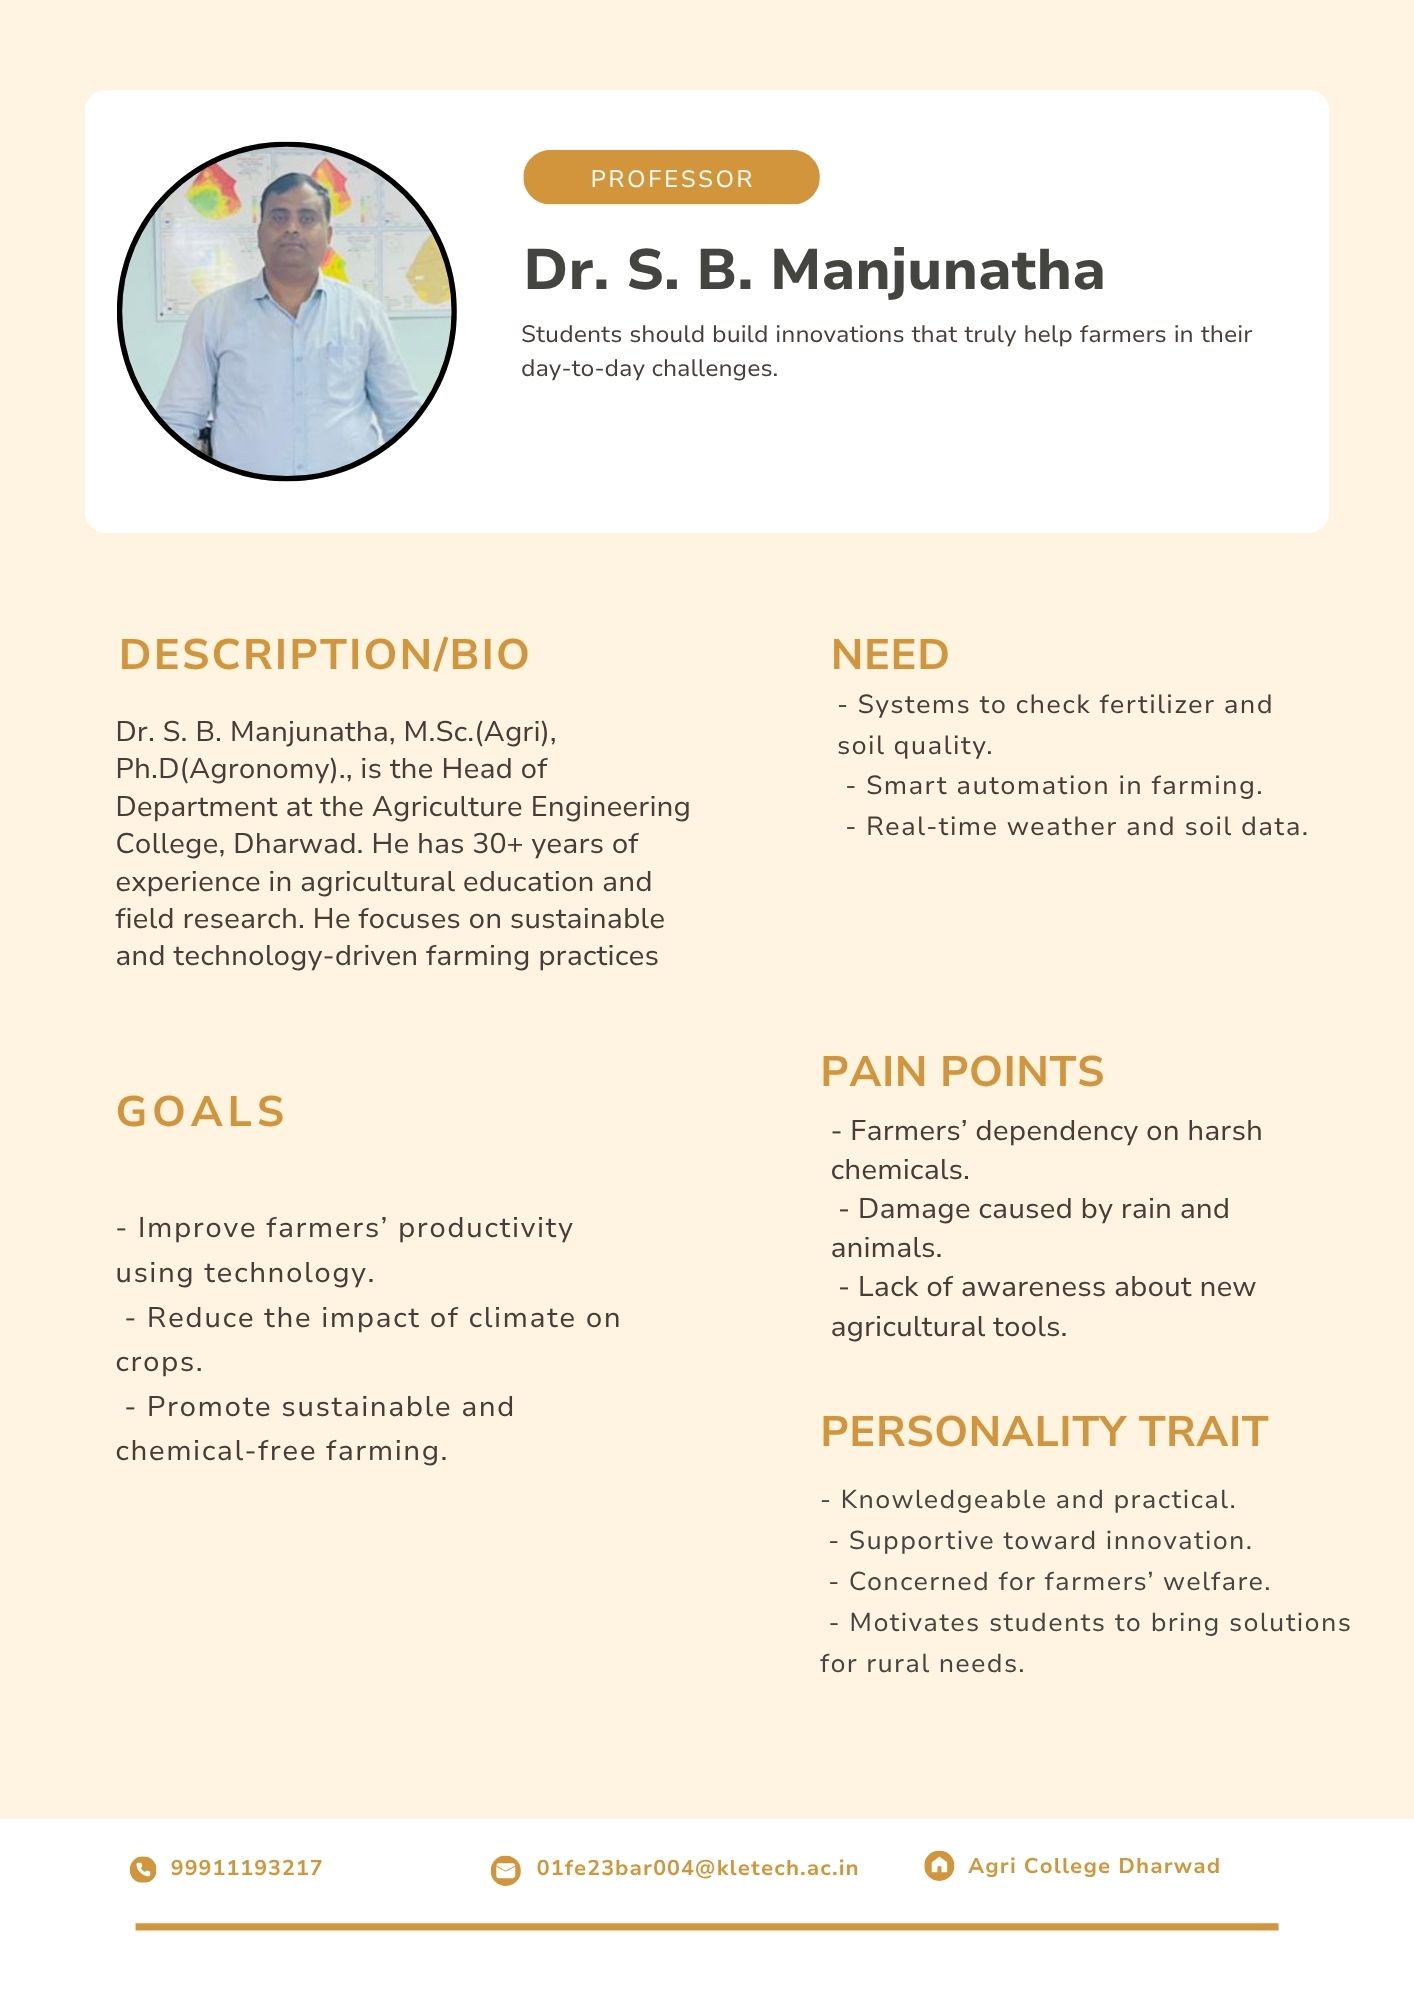 PROFESSOR
Dr. S. B. Manjunatha
Students should build innovations that truly help farmers in their
day-to-day challenges.
DESCRIPTION/BIO
Dr. S. B. Manjunatha, M.Sc.(Agri),
Ph.D(Agronomy)., is the Head of
Department at the Agriculture Engineering
College, Dharwad. He has 30+ years of
experience in agricultural education and
field research. He focuses on sustainable
and technology-driven farming practices
GOALS
- Improve farmers’ productivity
using technology.
- Reduce the impact of climate on
crops.
- Promote sustainable and
chemical-free farming.
NEED
- Systems to check fertilizer and
soil quality.
- Smart automation in farming.
- Real-time weather and soil data.
PAIN POINTS
- Farmers’ dependency on harsh
chemicals.
- Damage caused by rain and
animals.
- Lack of awareness about new
agricultural tools.
PERSONALITY TRAIT
- Knowledgeable and practical.
- Supportive toward innovation.
- Concerned for farmers’ welfare.
- Motivates students to bring solutions
for rural needs.
99911193217
01fe23bar004@kletech.ac.in
Agri College Dharwad